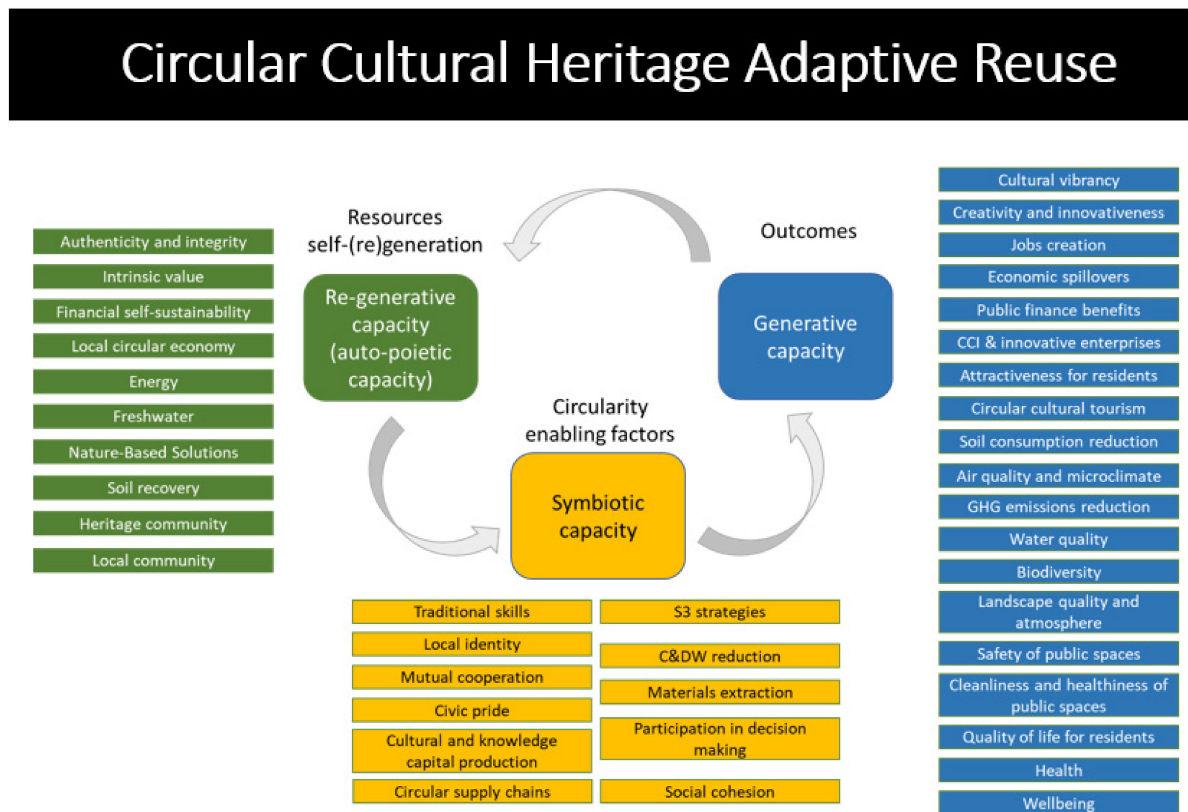 Circular Cultural Heritage Adaptive Reuse
Resources
self-(re)generation
Re-generative
capacity
(auto-poietic
capacity)
Authenticity and integrity
Intrinsic value
Financial self-sustainability
Local circular economy
Energy
Freshwater
Nature-Based Solutions
Soil recovery
Heritage community
Local community
Circularity
enabling factors
Symbiotic
capacity
Traditional skills
Local identity
Mutual cooperation
Civic pride
Cultural and knowledge
capital production
Circular supply chains
S3 strategies
C&DW reduction
Materials extraction
Participation in decision
making
Social cohesion
Outcomes
Generative
capacity
Cultural vibrancy
Creativity and innovativeness
Jobs creation
Economic spillovers
Public finance benefits
CCI & innovative enterprises
Attractiveness for residents
Circular cultural tourism
Soil consumption reduction
Air quality and microclimate
GHG emissions reduction
Water quality
Biodiversity
Landscape quality and
atmosphere
Safety of public spaces
Cleanliness and healthiness of
public spaces
Quality of life for residents
Health
Wellbeing